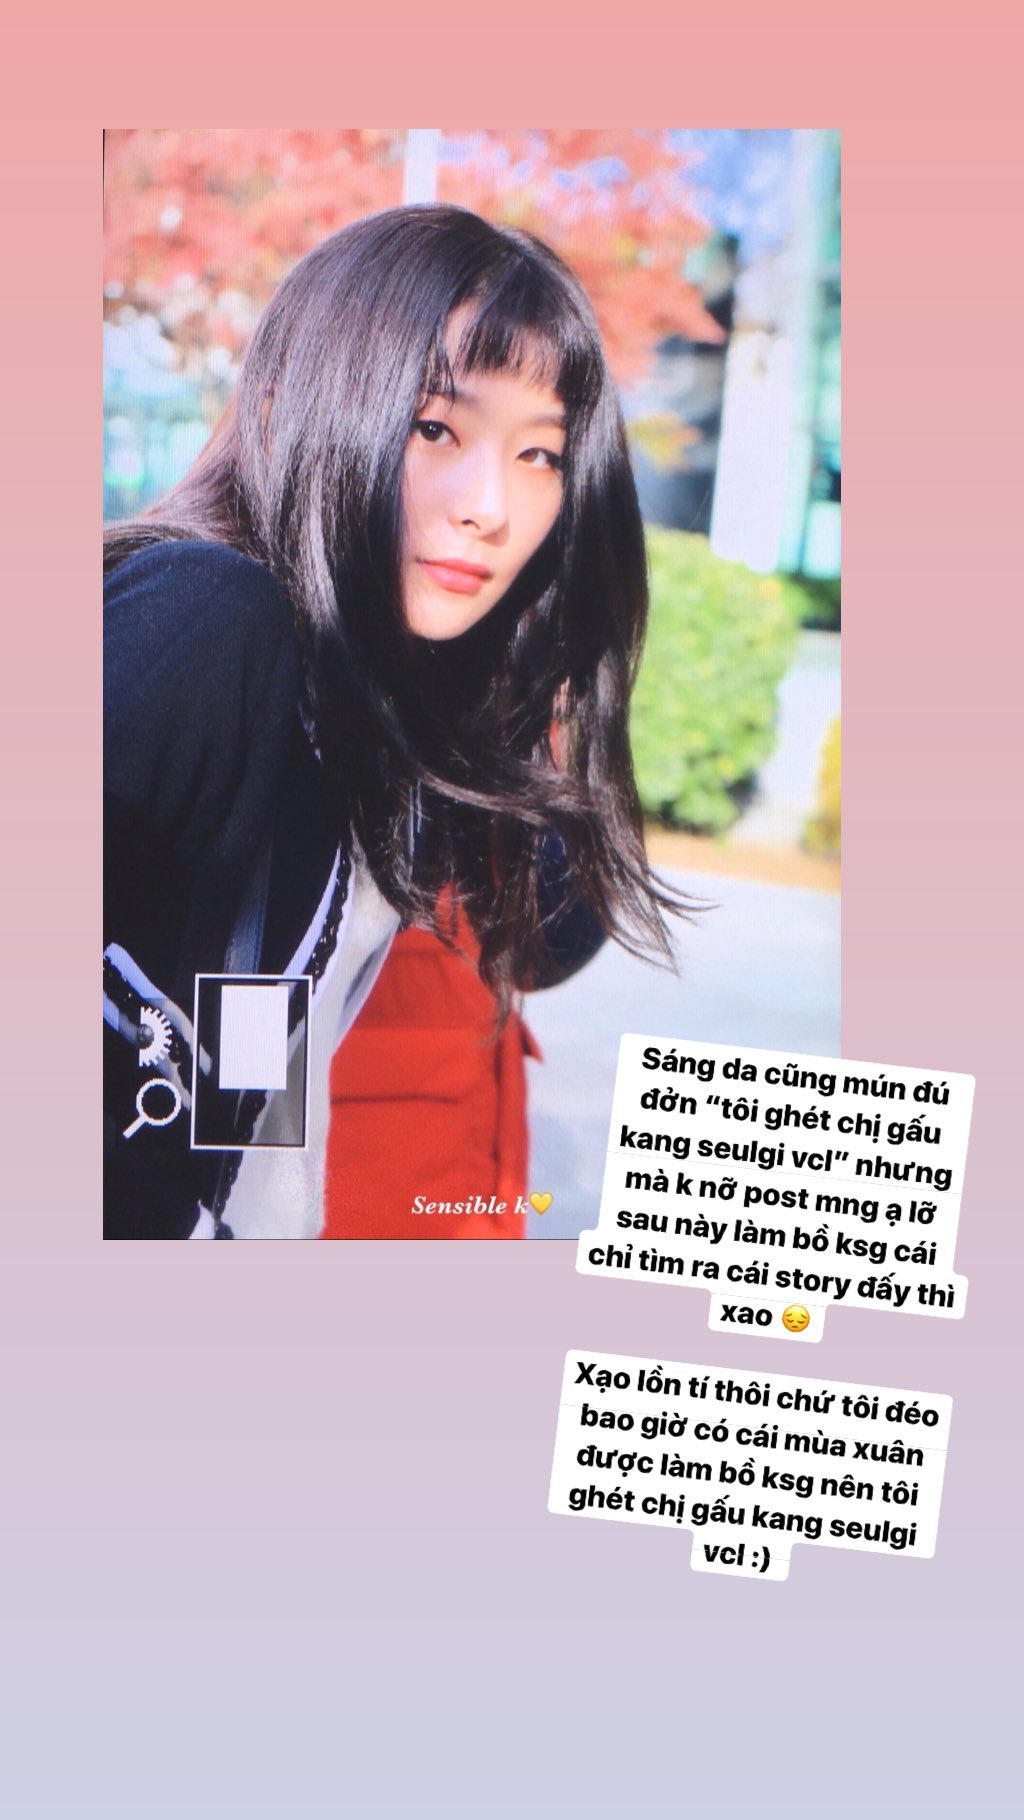 Sensible k💛
Sáng da cũng mún đú
đởn “tôi ghét chị gấu
kang seulgi vcl” nhưng
mà k nỡ post mng ạ lỡ
sau này làm bồ ksg cái
chỉ tìm ra cái story đấy thì
xao 😔
Xạo lồn tí thôi chứ tôi đéo
bao giờ có cái mùa xuân
được làm bồ ksg nên tôi
ghét chị gấu kang seulgi
vcl :)